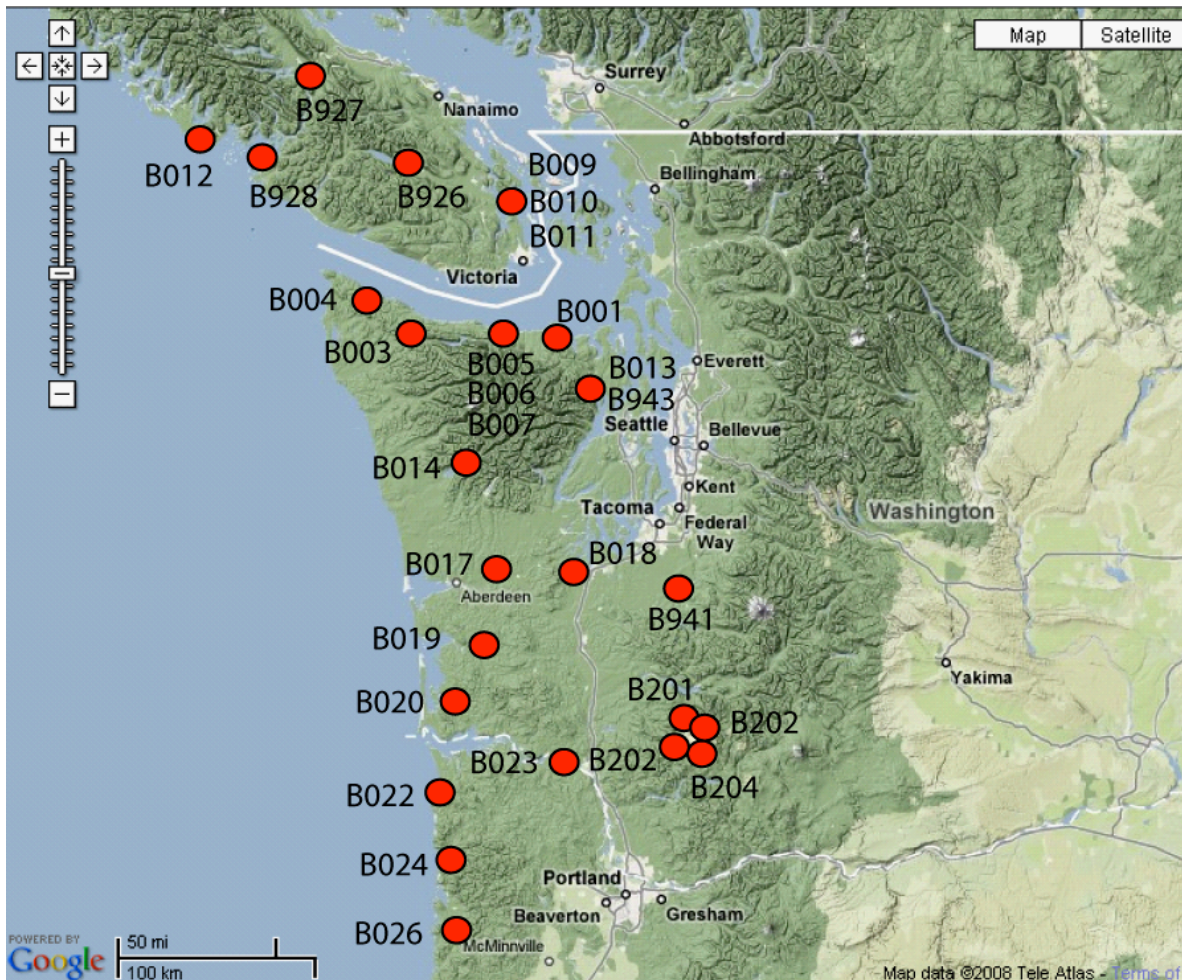 Map
Satellite
Surrey
B927
Nanaimo
Abbotsford
B012
B928
B926
B009
Bellingham
B010
B011
Victoria
B004
B001
B003
B005
B013
Everett
B006
B943
B007
Seattle
Bellevue
B014
Kent
Tacoma
Federal
Way
Washington
B017
B018
Aberdeen
B941
B019
Yakima
B201
B020
B202
B023
B202
B204
B022
B024
Portland
Beaverton
Gresham
B026
McMinnville
POWERED BY
Google
50 mi
100 km
Map data ©2008 Tele Atlas - Terms of